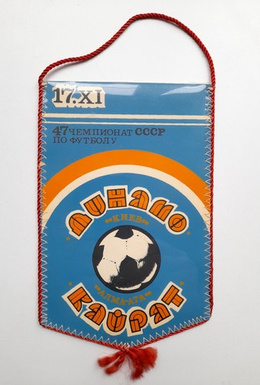 17.XI
47 ЧЕМПИОНАТ СССР
ПО ФУТБОЛУ
ДИНАМО
"КИЕВ"
"АЛМА-АТА"
КАЙРАТ